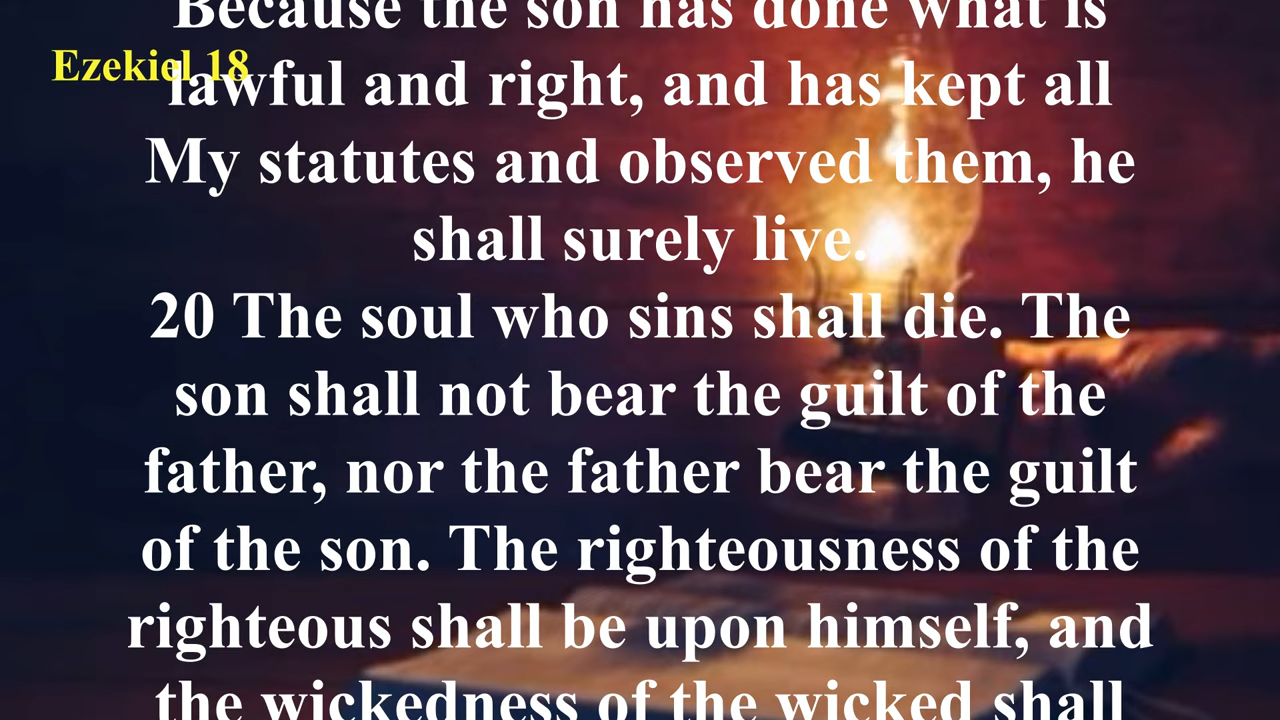 Because the son has done what is
Ezekiel 18
lawful and right, and has kept all
My statutes and observed them, he
shall surely live.
20 The soul who sins shall die. The
son shall not bear the guilt of the
father, nor the father bear the guilt
of the son. The righteousness of the
righteous shall be upon himself, and
the wickedness of the wicked shall